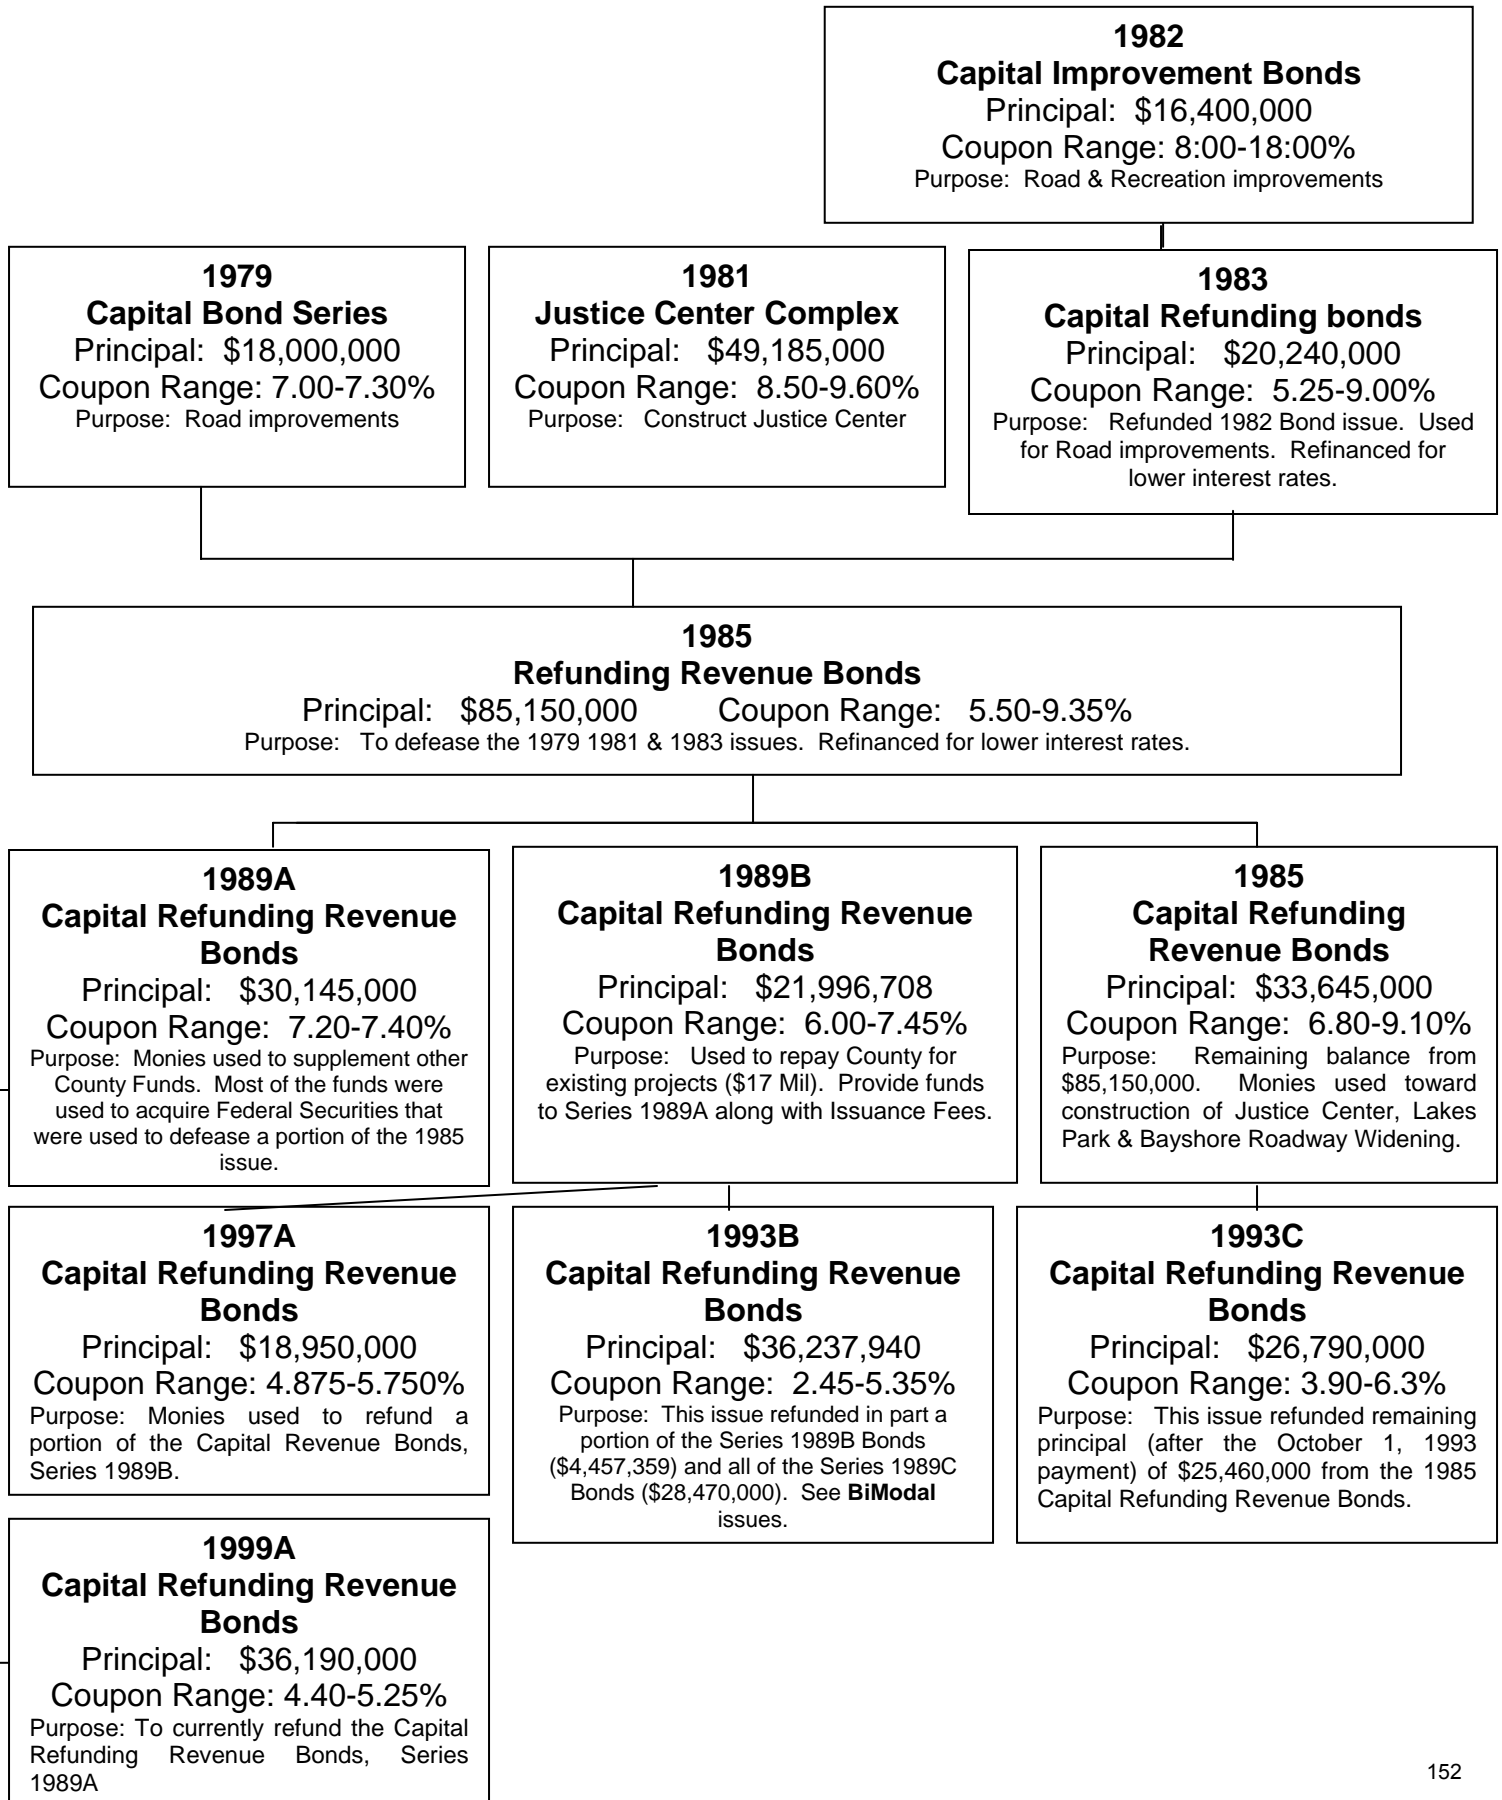 1982
Capital Improvement Bonds
Principal: $16,400,000
Coupon Range: 8:00-18:00%
Purpose: Road & Recreation improvements
1979
Capital Bond Series
Principal: $18,000,000
Coupon Range: 7.00-7.30%
Purpose: Road improvements
1981
Justice Center Complex
Principal: $49,185,000
Coupon Range: 8.50-9.60%
Purpose: Construct Justice Center
1983
Capital Refunding bonds
Principal: $20,240,000
Coupon Range: 5.25-9.00%
Purpose: Refunded 1982 Bond issue. Used
for Road improvements. Refinanced for
lower interest rates.
1985
Refunding Revenue Bonds
Principal: $85,150,000 Coupon Range: 5.50-9.35%
Purpose: To defease the 1979 1981 & 1983 issues. Refinanced for lower interest rates.
1989A
Capital Refunding Revenue
Bonds
Principal: $30,145,000
Coupon Range: 7.20-7.40%
Purpose: Monies used to supplement other
County Funds. Most of the funds were
used to acquire Federal Securities that
were used to defease a portion of the 1985
issue.
1989B
Capital Refunding Revenue
Bonds
Principal: $21,996,708
Coupon Range: 6.00-7.45%
Purpose: Used to repay County for
existing projects ($17 Mil). Provide funds
to Series 1989A along with Issuance Fees.
1985
Capital Refunding
Revenue Bonds
Principal: $33,645,000
Coupon Range: 6.80-9.10%
Purpose: Remaining balance from
$85,150,000. Monies used toward
construction of Justice Center, Lakes
Park & Bayshore Roadway Widening.
1997A
Capital Refunding Revenue
Bonds
Principal: $18,950,000
Coupon Range: 4.875-5.750%
Purpose: Monies used to refund a
portion of the Capital Revenue Bonds,
Series 1989B.
1993B
Capital Refunding Revenue
Bonds
Principal: $36,237,940
Coupon Range: 2.45-5.35%
Purpose: This issue refunded in part a
portion of the Series 1989B Bonds
($4,457,359) and all of the Series 1989C
Bonds ($28,470,000). See BiModal
issues.
1993C
Capital Refunding Revenue
Bonds
Principal: $26,790,000
Coupon Range: 3.90-6.3%
Purpose: This issue refunded remaining
principal (after the October 1, 1993
payment) of $25,460,000 from the 1985
Capital Refunding Revenue Bonds.
1999A
Capital Refunding Revenue
Bonds
Principal: $36,190,000
Coupon Range: 4.40-5.25%
Purpose: To currently refund the Capital
Refunding Revenue Bonds, Series
1989A
152